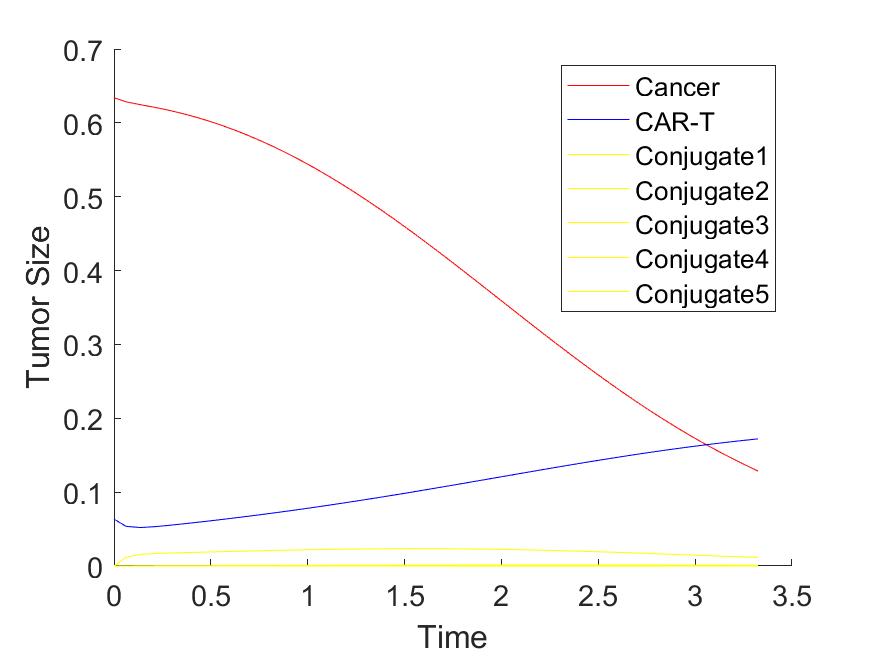 0.7
0.6
0.5
0.4
0.3
0.2
0.1
0
Tumor Size
0 0.5 1 1.5 2 2.5 3 3.5
Time
Cancer
CAR-T
Conjugate1
Conjugate2
Conjugate3
Conjugate4
Conjugate5